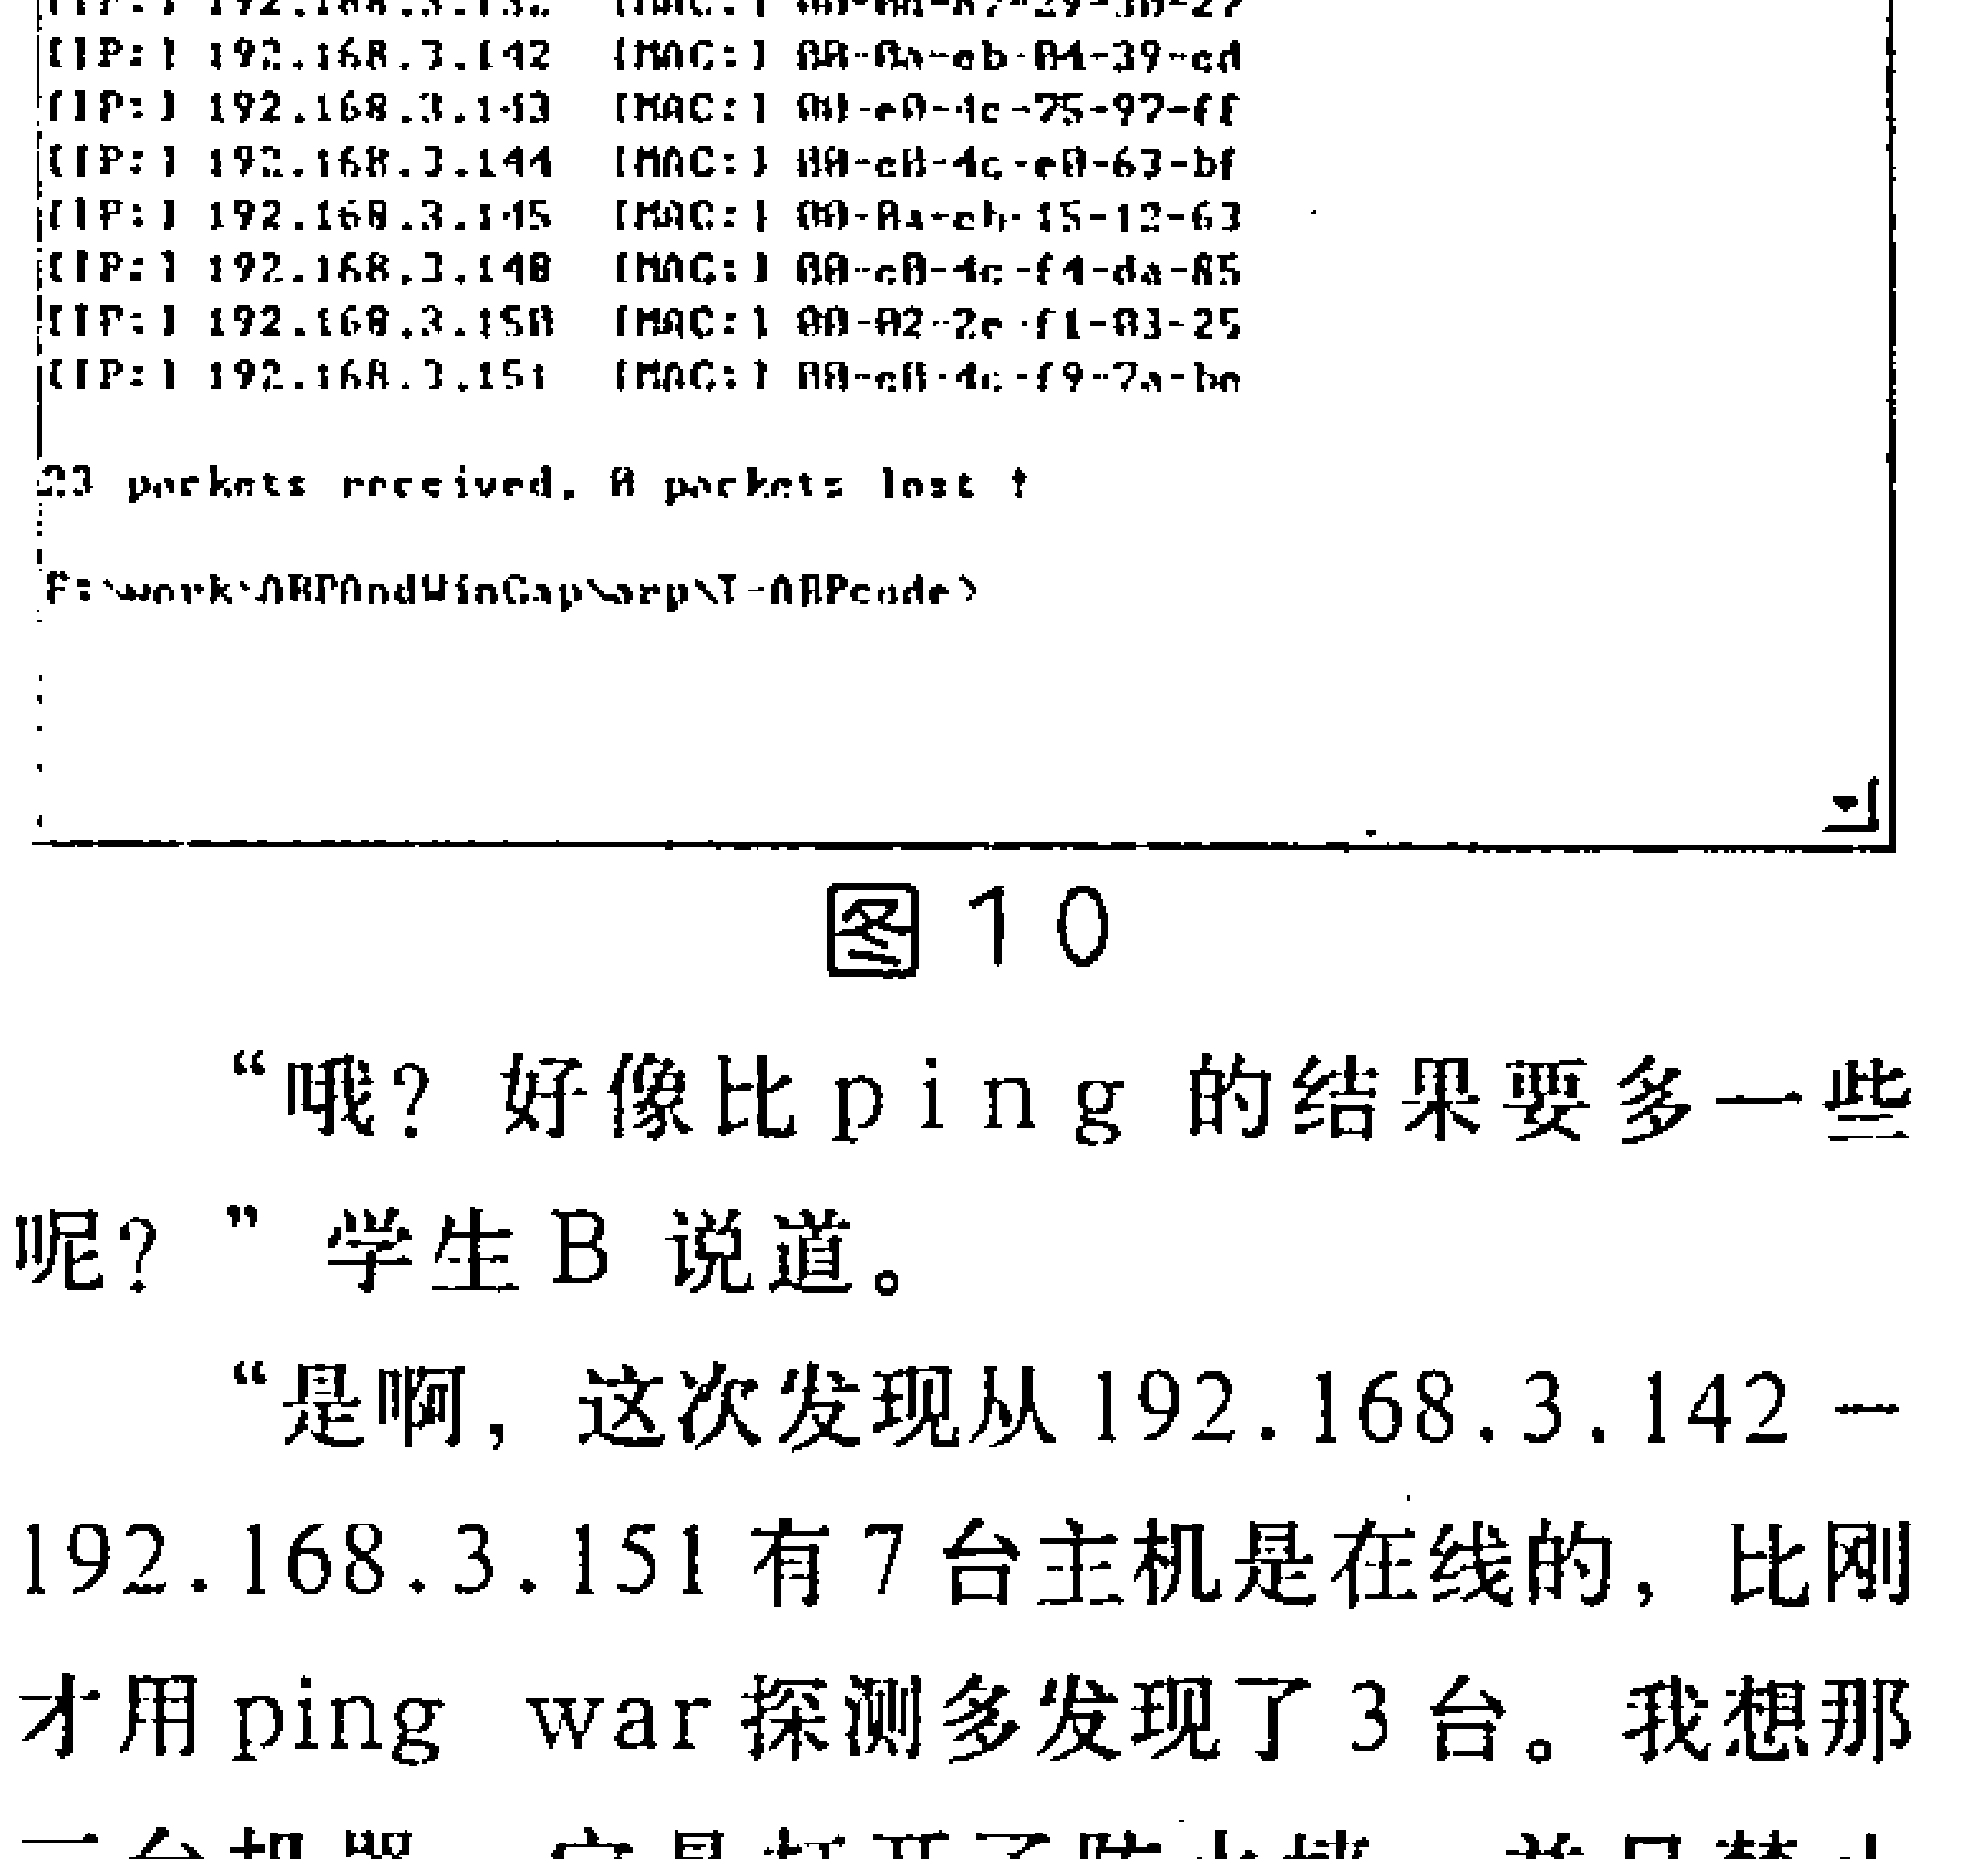 [IP:] 192.168.3.142 [MAC:] 00-0a-eb-04-39-cd
[IP:] 192.168.3.143 [MAC:] 00-e0-4c-75-97-ff
[IP:] 192.168.3.144 [MAC:] 00-e0-4c-e0-63-bf
[IP:] 192.168.3.145 [MAC:] 00-0a-eb-15-12-63
[IP:] 192.168.3.148 [MAC:] 00-e0-4c-f4-da-
[IP:] 192.168.3.150 [MAC:] 00-02-2e-f1-03-25
[IP:] 192.168.3.151 [MAC:] 00-e0-4c-f9-7a-be
23 packets received, 0 packets lost !
F:\work\ARPAndWinCap\arp\T-ARPcode>
图10
“哦？好像比ping 的结果要多一些
呢？”学生B 说道。
“是啊，这次发现从192.168.3.142－
192.168.3.151有7台主机是在线的，比刚
才用ping war探测多发现了3台。我想那